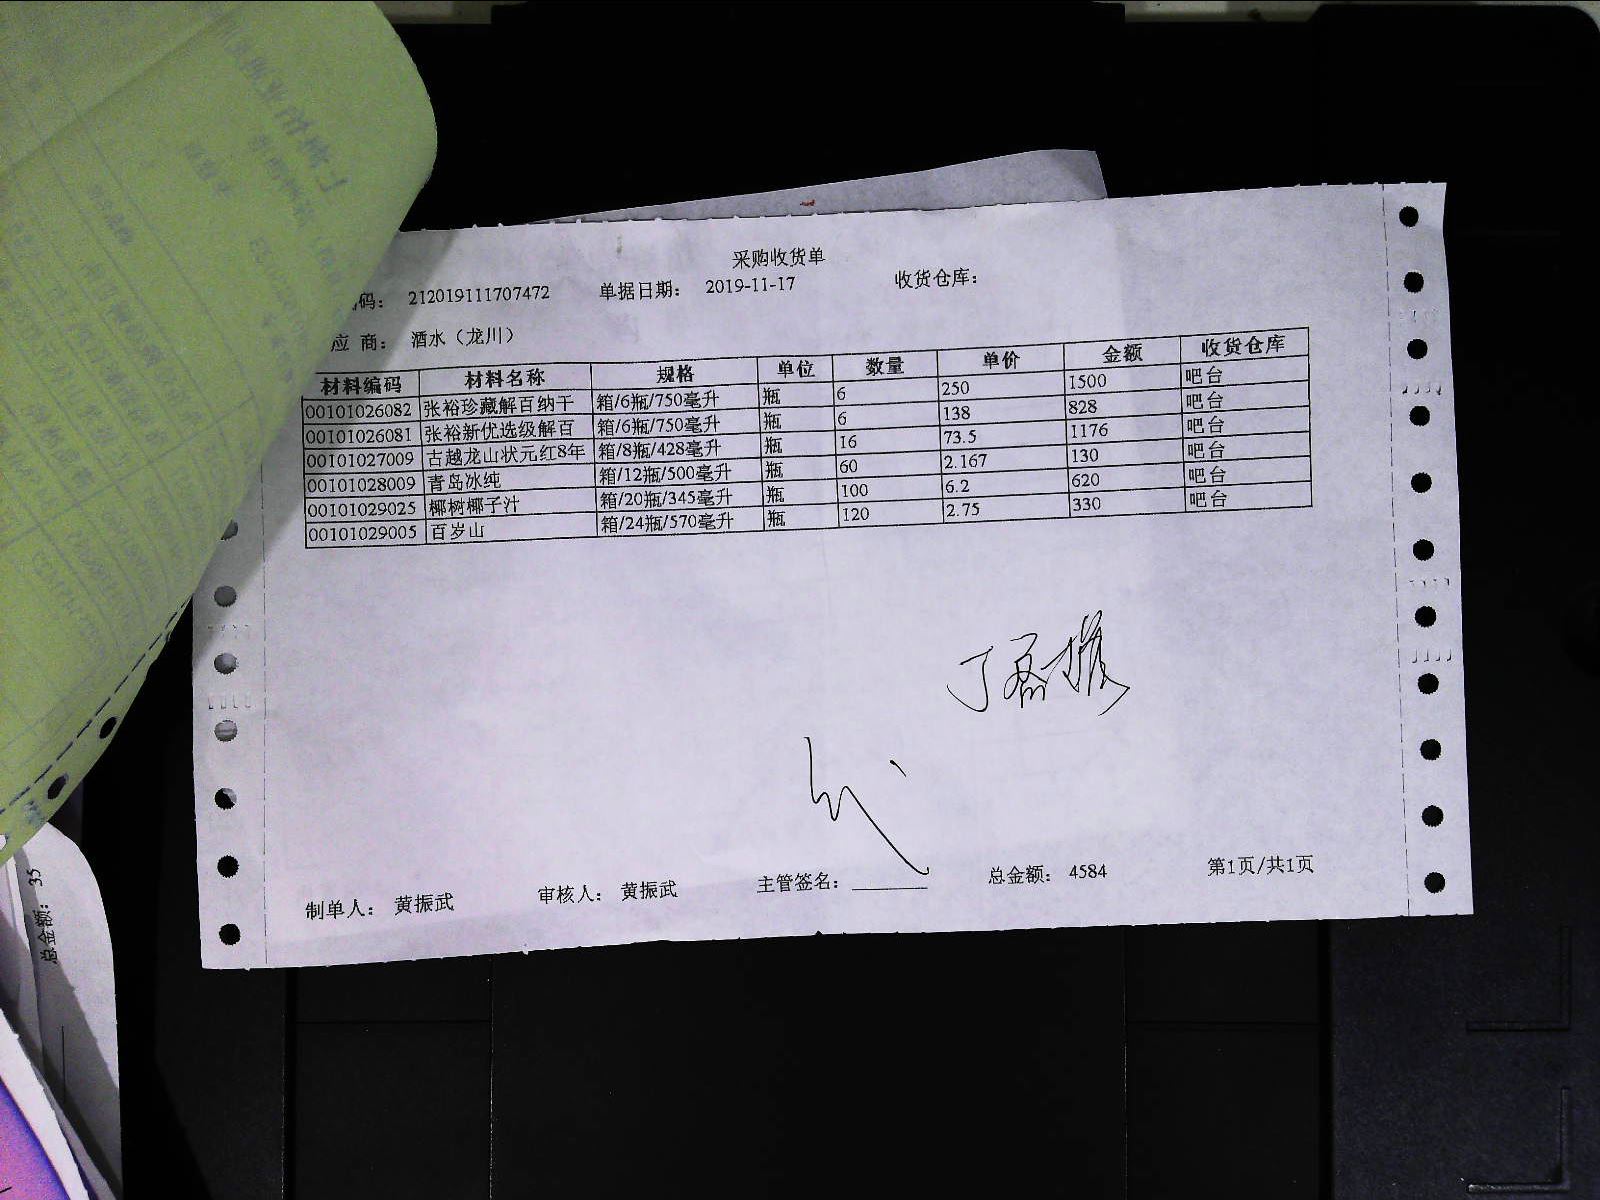 采购收货单
码： 212019111707472 单据日期： 2019-11-17 收货仓库：
应 商： 酒水（龙川）
材料编码 材料名称 规格 单位 数量 单价 金额 收货仓库
00101026082 张裕珍藏解百纳干 箱/6瓶/750毫升 瓶 6 250 1500 吧台
00101026081 张裕新优选级解百 箱/6瓶/750毫升 瓶 6 138 828 吧台
00101027009 古越龙山状元红8年 箱/8瓶/428毫升 瓶 16 73.5 1176 吧台
00101028009 青岛冰纯 箱/12瓶/500毫升 瓶 60 2.167 130 吧台
00101029025 椰树椰子汁 箱/20瓶/345毫升 瓶 100 6.2 620 吧台
00101029005 百岁山 箱/24瓶/570毫升 瓶 120 2.75 330 吧台
制单人： 黄振武 审核人： 黄振武 主管签名： 总金额： 4584 第1页/共1页
总金额： 35